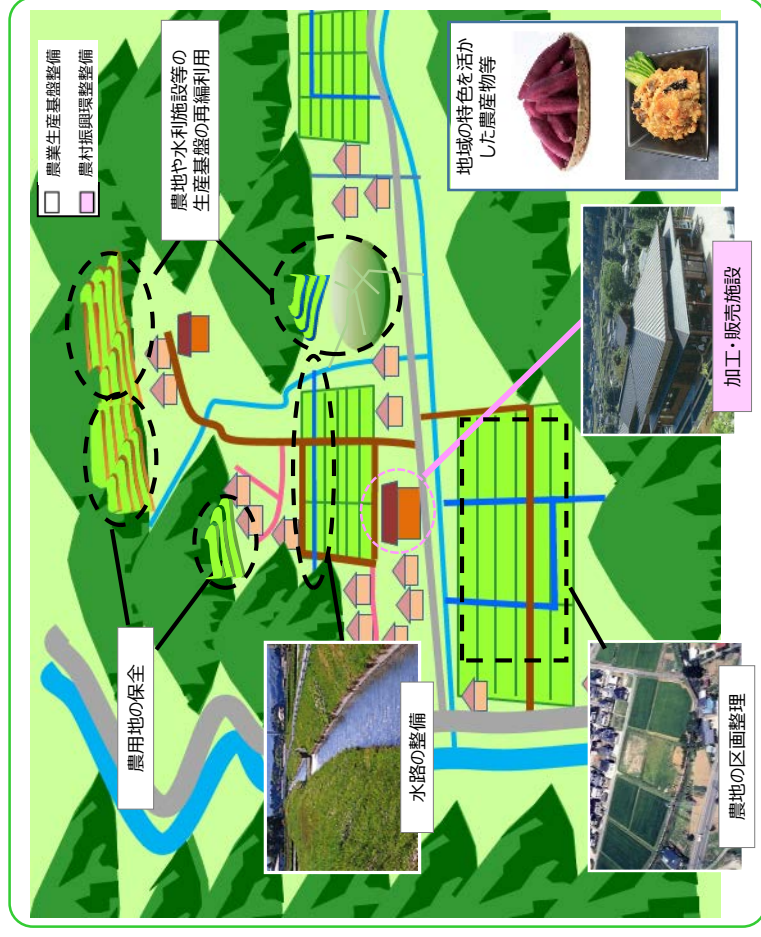 農業生産基盤整備
農村振興環整備
農地や水利施設等の
生産基盤の再編利用
地域の特色を活か
した農産物等
農用地の保全
水路の整備
加工・販売施設
農地の区画整理